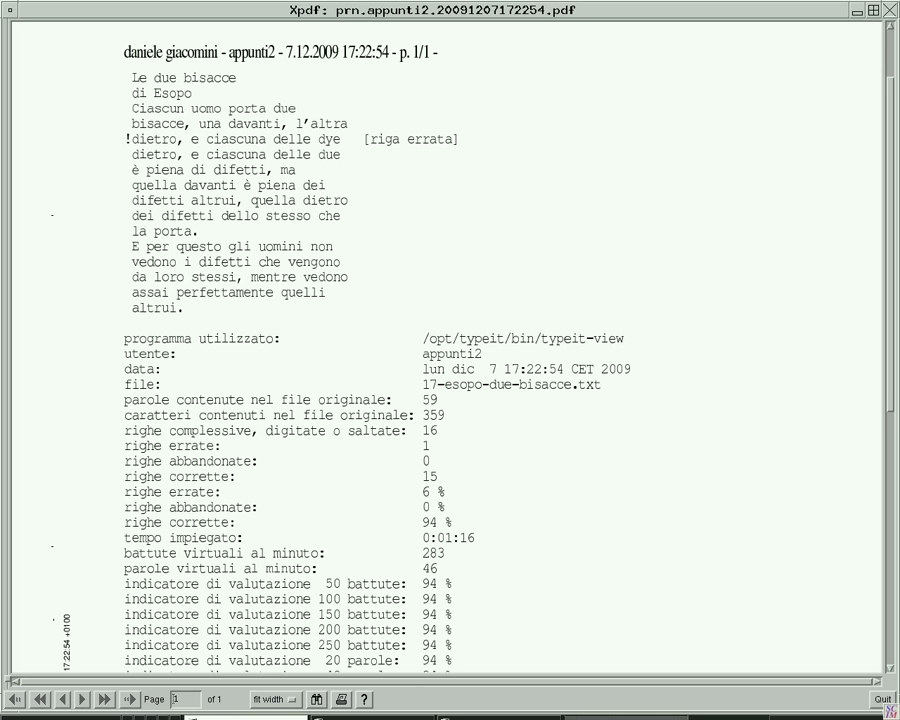 Xpdf: prn.appunti2.20091207172254.pdf
daniele giacomini - appunti2 - 7.12.2009 17:22:54 - p. 1/1 -
Le due bisacce
di Esopo
Ciascun uomo porta due
bisacce, una davanti, l'altra
!dietro, e ciascuna delle dye [riga errata]
dietro, e ciascuna delle due
è piena di difetti, ma
quella davanti è piena dei
difetti altrui, quella dietro
dei difetti dello stesso che
la porta.
E per questo gli uomini non
vedono i difetti che vengono
da loro stessi, mentre vedono
assai perfettamente quelli
altrui.
programma utilizzato: /opt/typeit/bin/typeit-view
utente: appunti2
data: lun dic 7 17:22:54 CET 2009
file: 17-esopo-due-bisacce.txt
parole contenute nel file originale: 59
caratteri contenuti nel file originale: 359
righe complessive, digitate o saltate: 16
righe errate: 1
righe abbandonate: 0
righe corrette: 15
righe errate: 6 %
righe abbandonate: 0 %
righe corrette: 94 %
tempo impiegato: 0:01:16
battute virtuali al minuto: 283
parole virtuali al minuto: 46
indicatore di valutazione 50 battute: 94 %
indicatore di valutazione 100 battute: 94 %
indicatore di valutazione 150 battute: 94 %
indicatore di valutazione 200 battute: 94 %
indicatore di valutazione 250 battute: 94 %
indicatore di valutazione 20 parole: 94 %
17:22:54 +0100
Page 1 of 1 fit width ? Quit